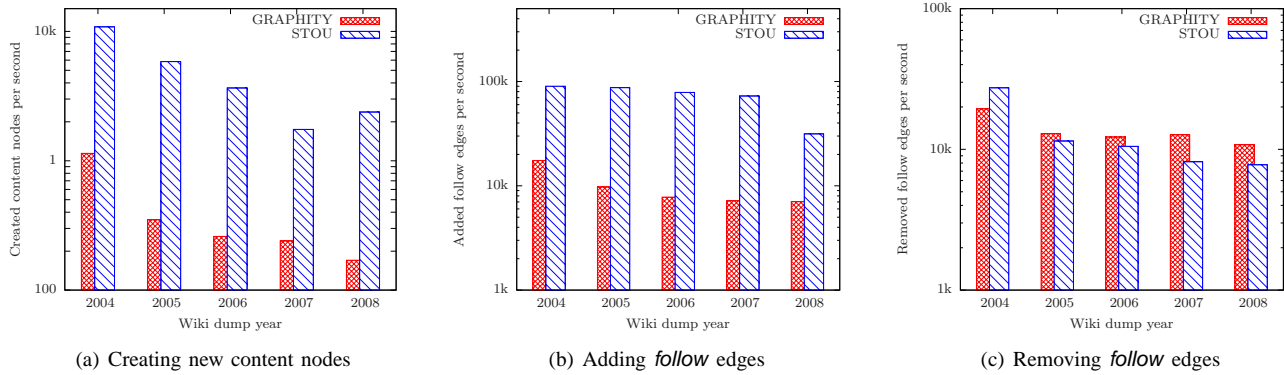 Created content nodes per second
10k
1
100
GRAPHITY
STOU
2004 2005 2006 2007 2008
Wiki dump year
(a) Creating new content nodes
Added follow edges per second
100k
10k
1k
GRAPHITY
STOU
2004 2005 2006 2007 2008
Wiki dump year
(b) Adding follow edges
Removed follow edges per second
100k
10k
1k
GRAPHITY
STOU
2004 2005 2006 2007 2008
Wiki dump year
(c) Removing follow edges